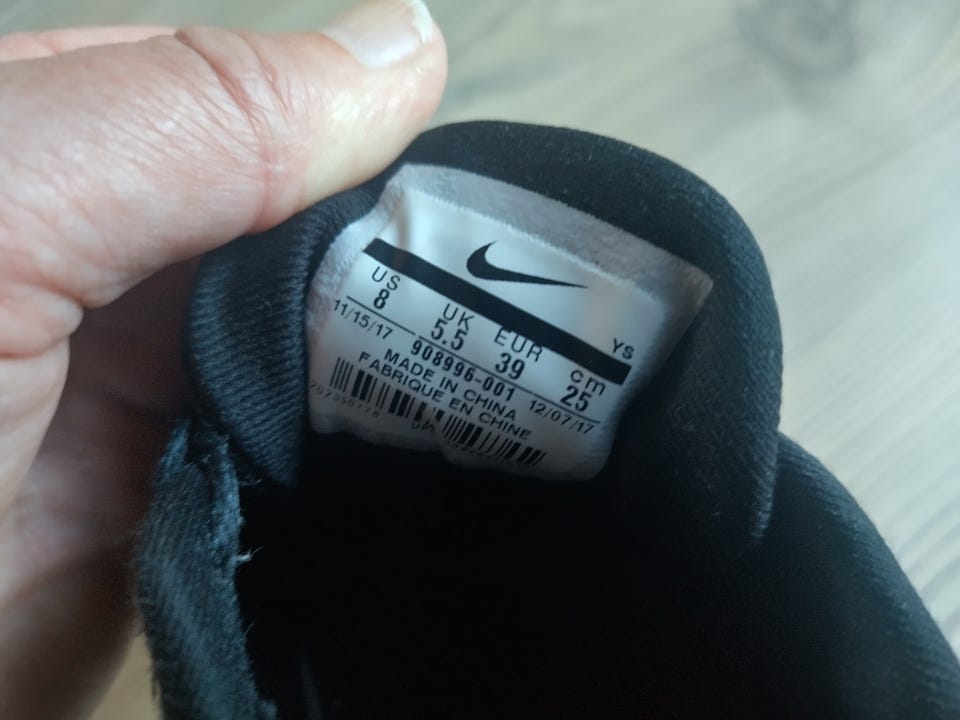 YS
US UK EUR cm
8 5.5 39 25
11/15/17 908996-001 12/07/17
MADE IN CHINA
FABRIQUE EN CHINE